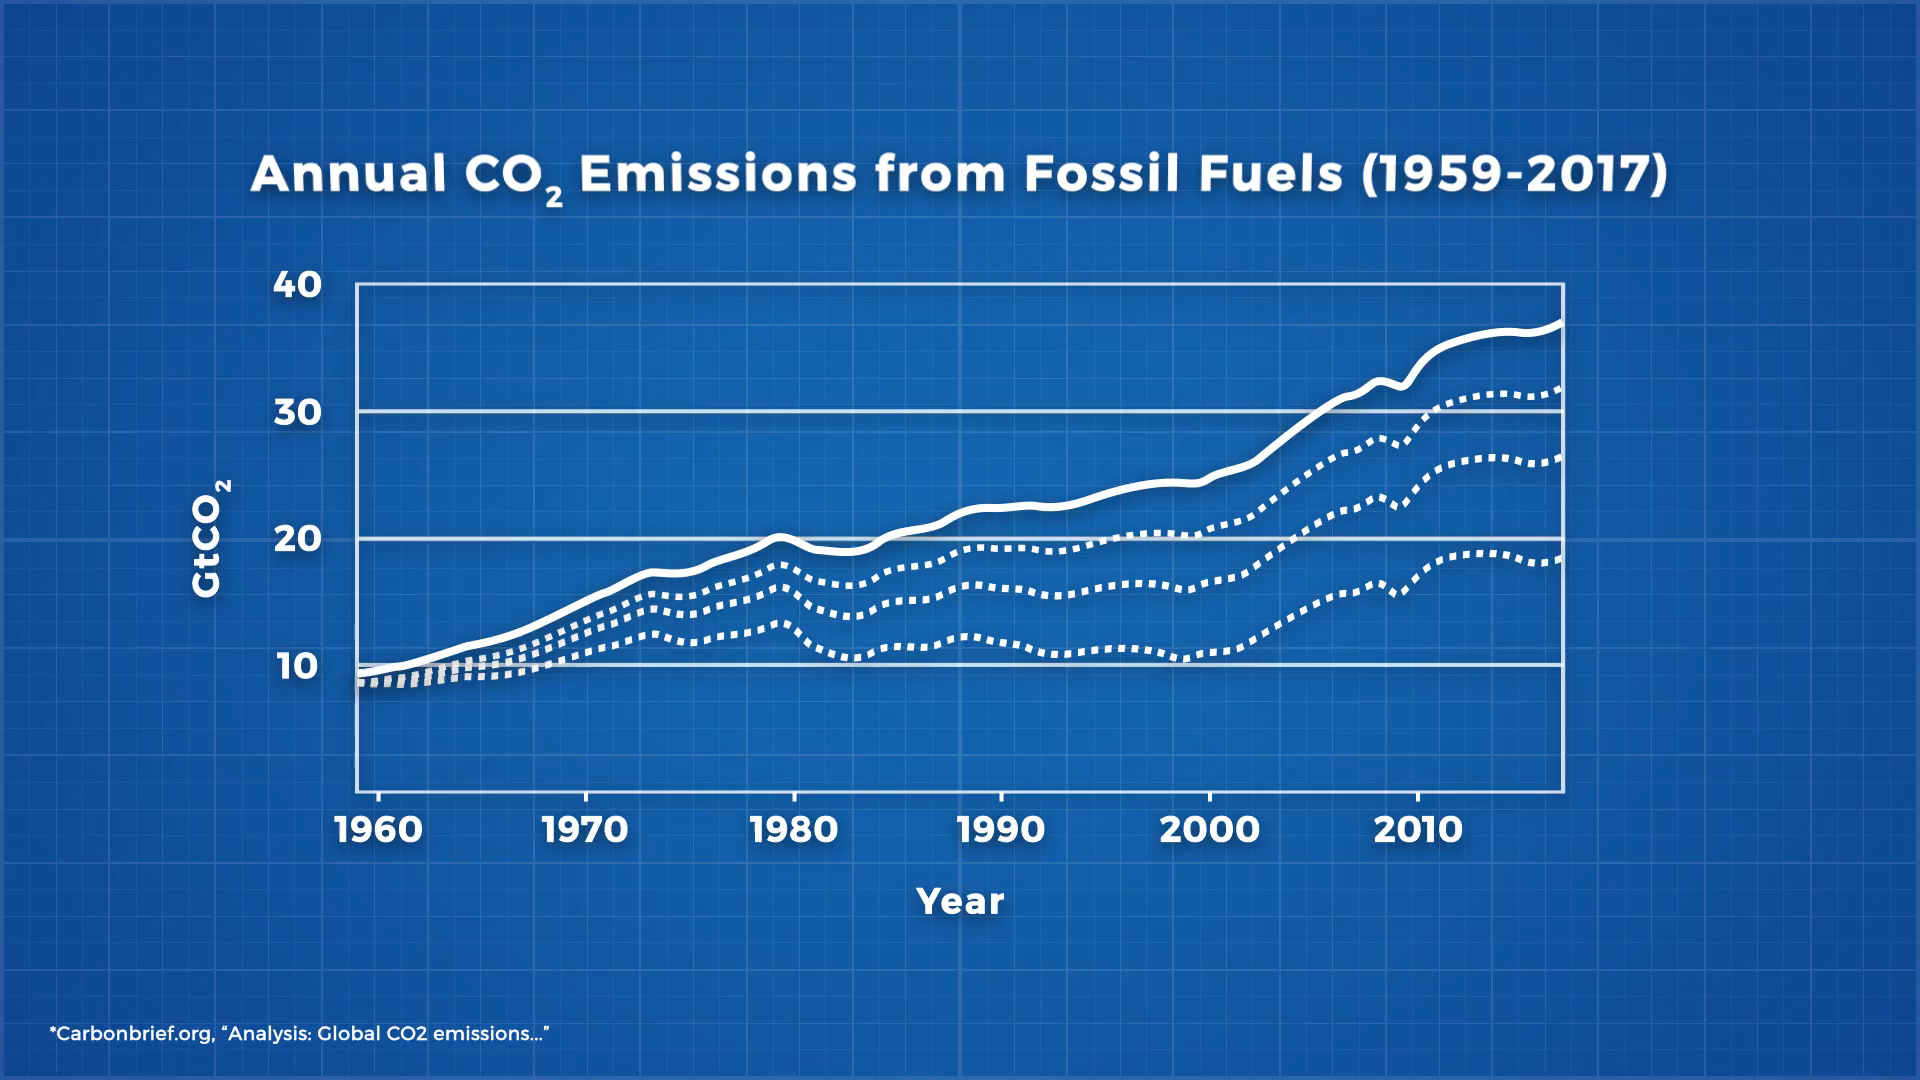 Annual CO₂ Emissions from Fossil Fuels (1959-2017)
40
30
20
10
GtCO₂
1960 1970 1980 1990 2000 2010
Year
*Carbonbrief.org, “Analysis: Global CO2 emissions...”